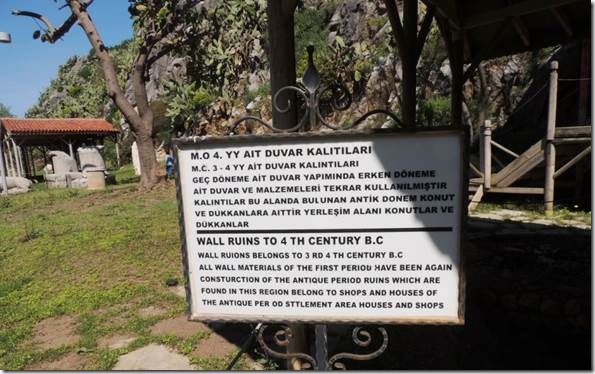 M.O 4. YY AIT DUVAR KALITILARI
M.C. 3 - 4 YY AİT DUVAR KALINTILARI
GEÇ DÖNEME AİT DUVAR YAPIMINDA ERKEN DÖNEME
AİT DUVAR VE MALZEMELERİ TEKRAR KULLANILMIŞTIR
KALINTILAR BU ALANDA BULUNAN ANTİK DONEM KONUT
VE DUKKANLARA AİTTİR YERLEŞİM ALANI KONUTLAR VE
DÜKKANLAR
WALL RUINS TO 4 TH CENTURY B.C
WALL RUIONS BELONGS TO 3 RD 4 TH CENTURY B.C
ALL WALL MATERIALS OF THE FIRST PERIOD HAVE BEEN AGAIN
CONSTURCTION OF THE ANTIQUE PERIOD RUINS WHICH ARE
FOUND IN THIS REGION BELONG TO SHOPS AND HOUSES OF
THE ANTIQUE PER OD STTLEMENT AREA HOUSES AND SHOPS